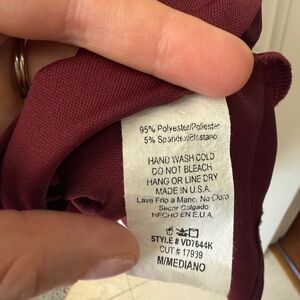 95% Polyester/Poliester
5% Spandex/Elastano
HAND WASH COLD
DO NOT BLEACH
HANG OR LINE DRY
MADE IN U.S.A.
Lave Frio a Mano, No Cloro
Secar Colgado
HECHO EN E.U.A.
STYLE # VD7644K
CUT # 17939
M/MEDIANO